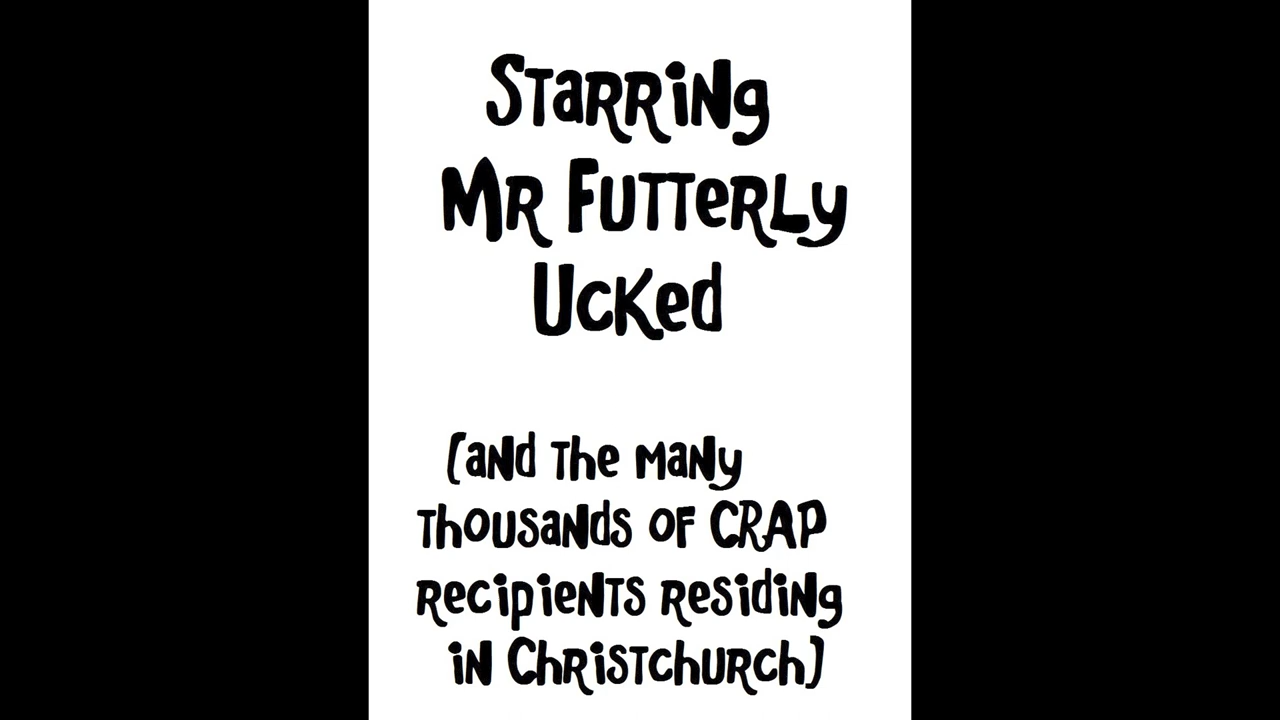 Starring
Mr Futterly
Ucked
(and the many
thousands of CRAP
recipients residing
in Christchurch)